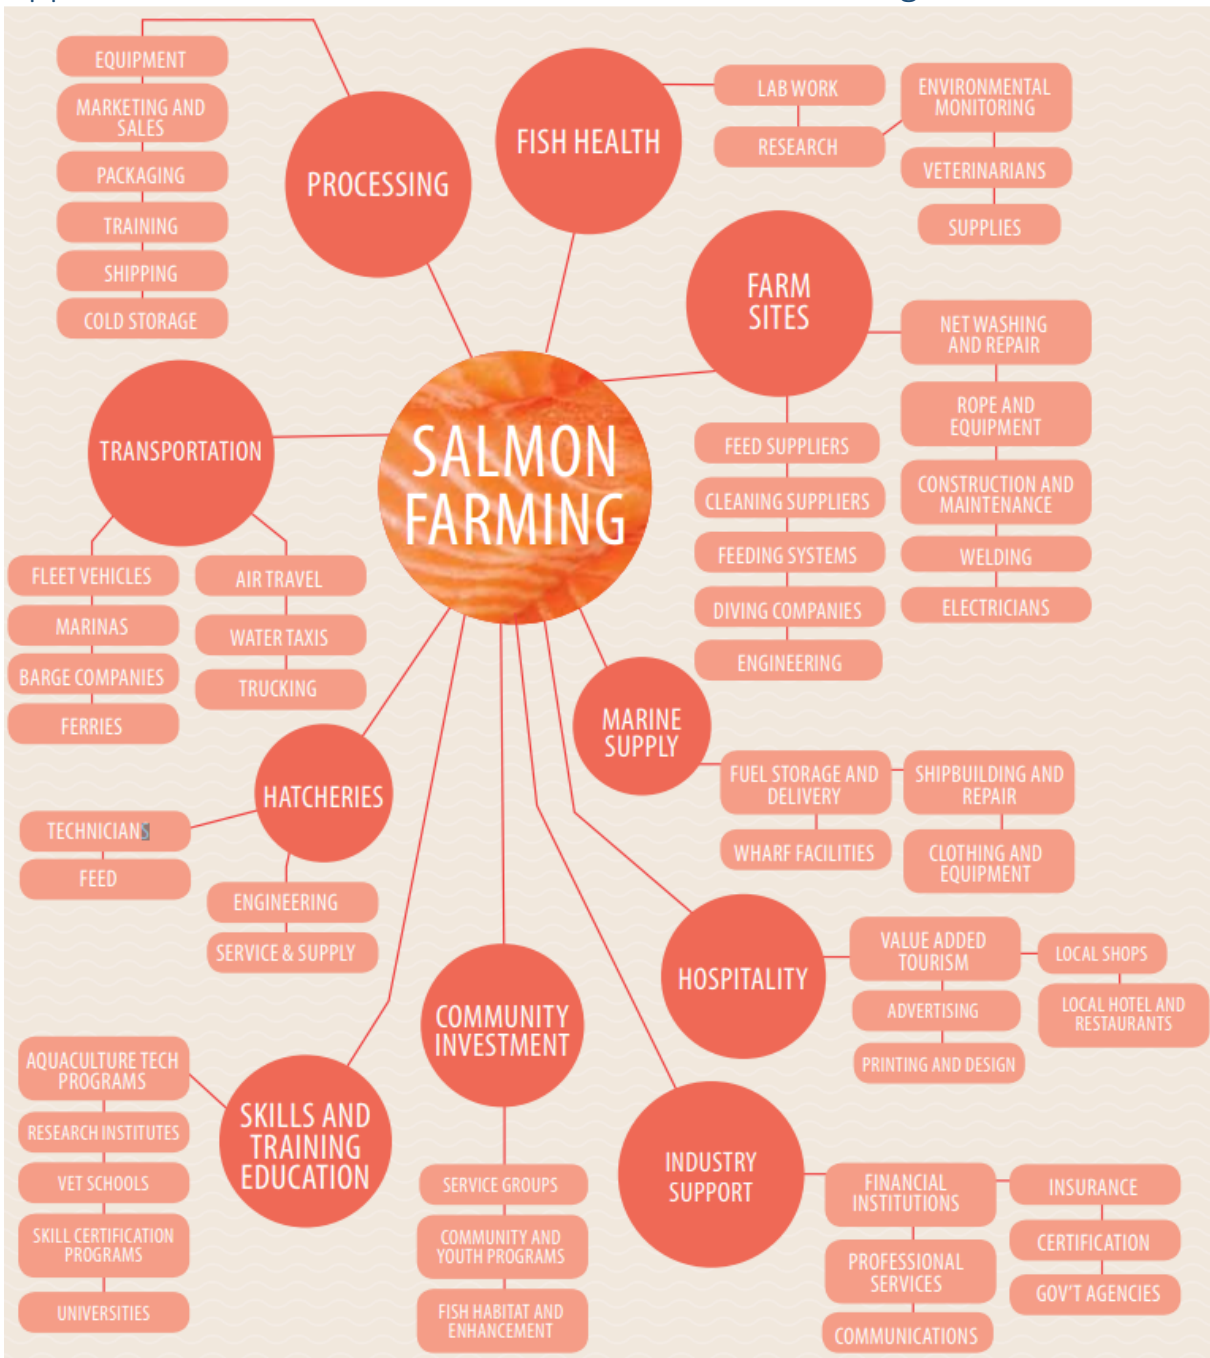 EQUIPMENT
MARKETING AND
SALES
PACKAGING
TRAINING
SHIPPING
COLD STORAGE
PROCESSING
FISH HEALTH
LAB WORK
RESEARCH
ENVIRONMENTAL
MONITORING
VETERINARIANS
SUPPLIES
FARM
SITES
NET WASHING
AND REPAIR
ROPE AND
EQUIPMENT
CONSTRUCTION AND
MAINTENANCE
WELDING
ELECTRICIANS
FEED SUPPLIERS
CLEANING SUPPLIERS
FEEDING SYSTEMS
DIVING COMPANIES
ENGINEERING
SALMON
FARMING
TRANSPORTATION
FLEET VEHICLES
MARINAS
BARGE COMPANIES
FERRIES
AIR TRAVEL
WATER TAXIS
TRUCKING
MARINE
SUPPLY
FUEL STORAGE AND
DELIVERY
WHARF FACILITIES
SHIPBUILDING AND
REPAIR
CLOTHING AND
EQUIPMENT
HATCHERIES
TECHNICIANS
FEED
ENGINEERING
SERVICE & SUPPLY
HOSPITALITY
VALUE ADDED
TOURISM
ADVERTISING
PRINTING AND DESIGN
LOCAL SHOPS
LOCAL HOTEL AND
RESTAURANTS
COMMUNITY
INVESTMENT
SERVICE GROUPS
COMMUNITY AND
YOUTH PROGRAMS
FISH HABITAT AND
ENHANCEMENT
SKILLS AND
TRAINING
EDUCATION
AQUACULTURE TECH
PROGRAMS
RESEARCH INSTITUTES
VET SCHOOLS
SKILL CERTIFICATION
PROGRAMS
UNIVERSITIES
INDUSTRY
SUPPORT
FINANCIAL
INSTITUTIONS
PROFESSIONAL
SERVICES
COMMUNICATIONS
INSURANCE
CERTIFICATION
GOV'T AGENCIES